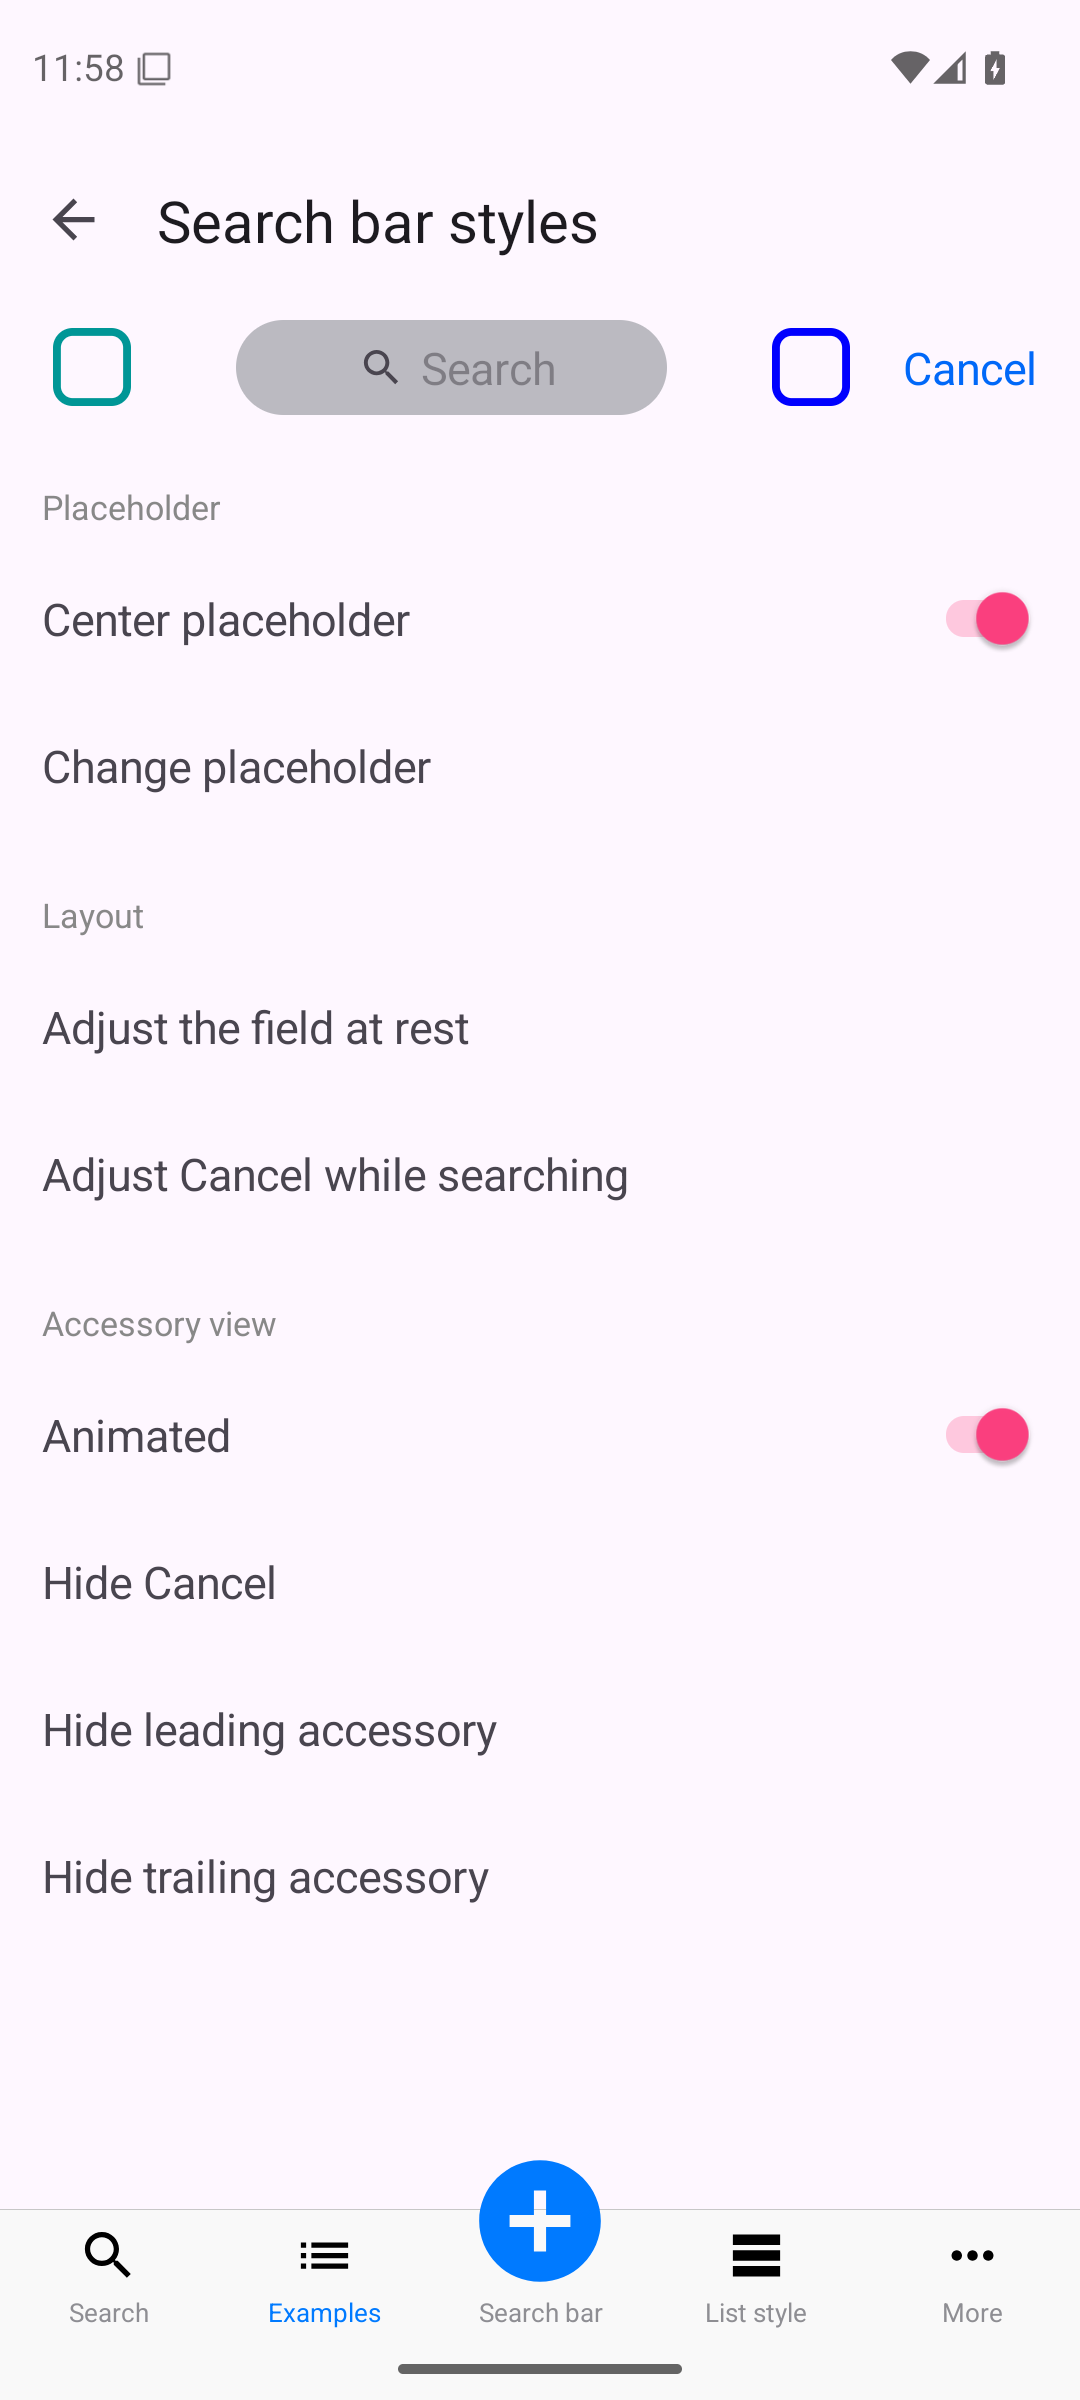 11:58
Search bar styles
Search
Cancel
Placeholder
Center placeholder
Change placeholder
Layout
Adjust the field at rest
Adjust Cancel while searching
Accessory view
Animated
Hide Cancel
Hide leading accessory
Hide trailing accessory
Search
Examples
Search bar
List style
More